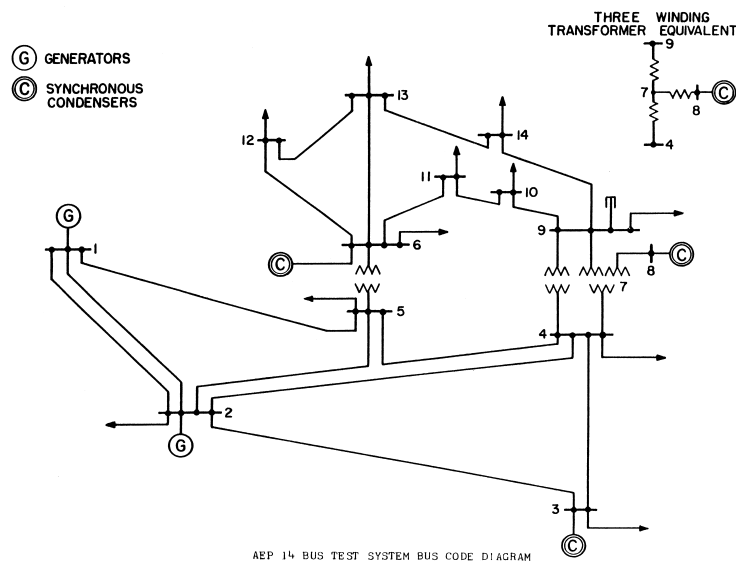 THREE WINDING
TRANSFORMER EQUIVALENT
9
7
C
8
4
G GENERATORS
C SYNCHRONOUS
CONDENSERS
13
12
14
11
10
G
1
6
9
C
8
C
7
5
4
2
G
3
C
AEP 14 BUS TEST SYSTEM BUS CODE DIAGRAM